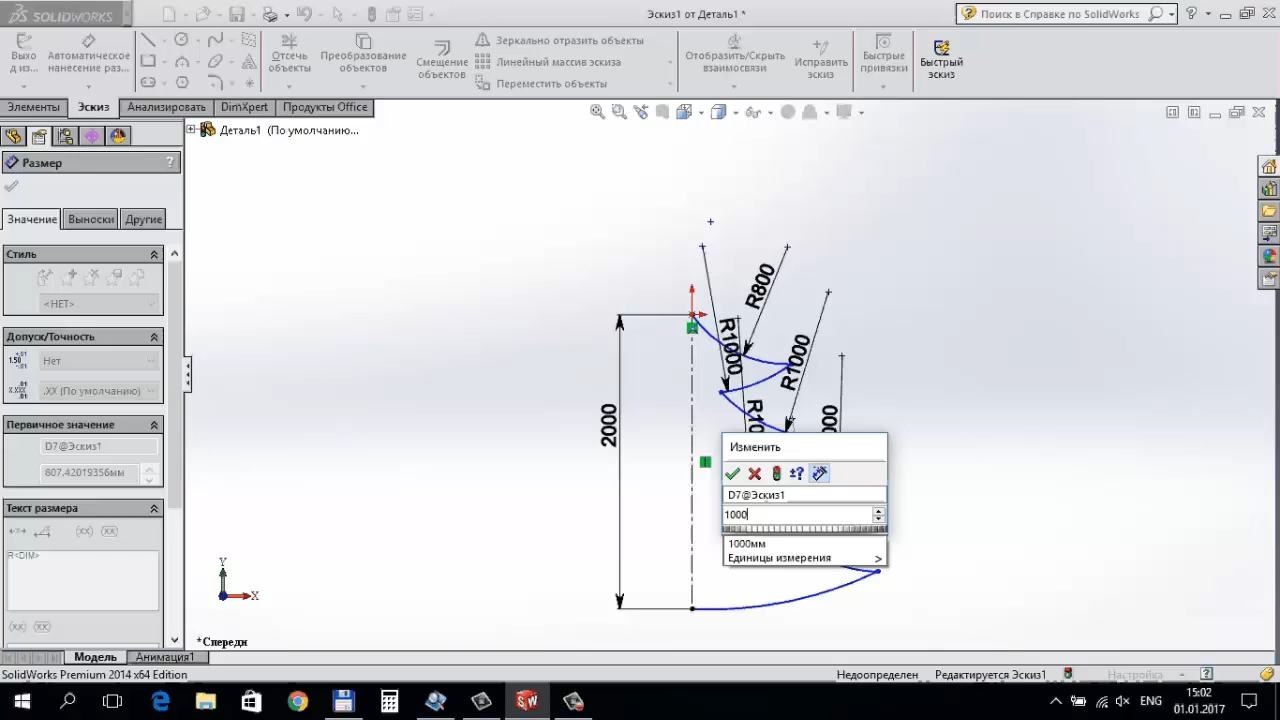 SOLIDWORKS
Эскиз1 от Деталь1 *
Поиск в Справке по SolidWorks
Выхо
д из...
Автоматическое
нанесение раз...
Отсечь
объекты
Преобразование
объектов
Смещение
объектов
Зеркально отразить объекты
Линейный массив эскиза
Переместить объекты
Отобразить/Скрыть
взаимосвязи
Исправить
эскиз
Быстрые
привязки
Быстрый
эскиз
Элементы
Эскиз
Анализировать
DimXpert
Продукты Office
Деталь1 (По умолчанию...
Размер
?
Значение
Выноски
Другие
Стиль
<НЕТ>
Допуск/Точность
Нет
.XX (По умолчанию)
Первичное значение
D7@Эскиз1
807.42019356мм
Текст размера
R<DIM>
R800
R1000
R1000
2000
R10
000
Изменить
D7@Эскиз1
1000
1000мм
Единицы измерения >
Y
X
*Спереди
Модель
Анимация1
SolidWorks Premium 2014 x64 Edition
Недоопределен
Редактируется Эскиз1
Настройка
ENG
15:02
01.01.2017